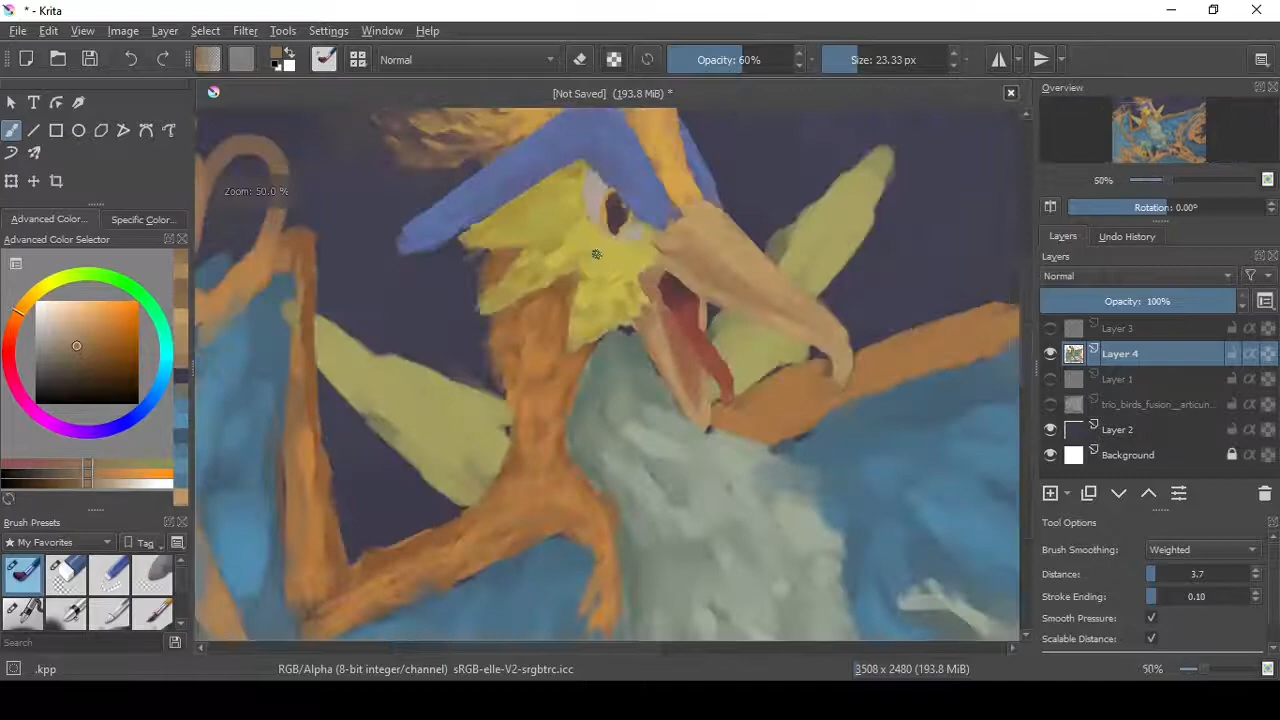 * - Krita
File Edit View Image Layer Select Filter Tools Settings Window Help
Normal Opacity: 60% Size: 23.33 px
[Not Saved] (193.8 MiB) *
Overview
Zoom: 50.0 %
50%
Rotation: 0.00°
Advanced Color... Specific Color...
Advanced Color Selector
Layers Undo History
Layers
Normal
Opacity: 100%
Layer 3
Layer 4
Layer 1
trio_birds_fusion__articun...
Layer 2
Background
Brush Presets
My Favorites Tag
Search
Tool Options
Brush Smoothing: Weighted
Distance: 3.7
Stroke Ending: 0.10
Smooth Pressure:
Scalable Distance:
.kpp RGB/Alpha (8-bit integer/channel) sRGB-elle-V2-srgbtrc.icc 3508 x 2480 (193.8 MiB) 50%